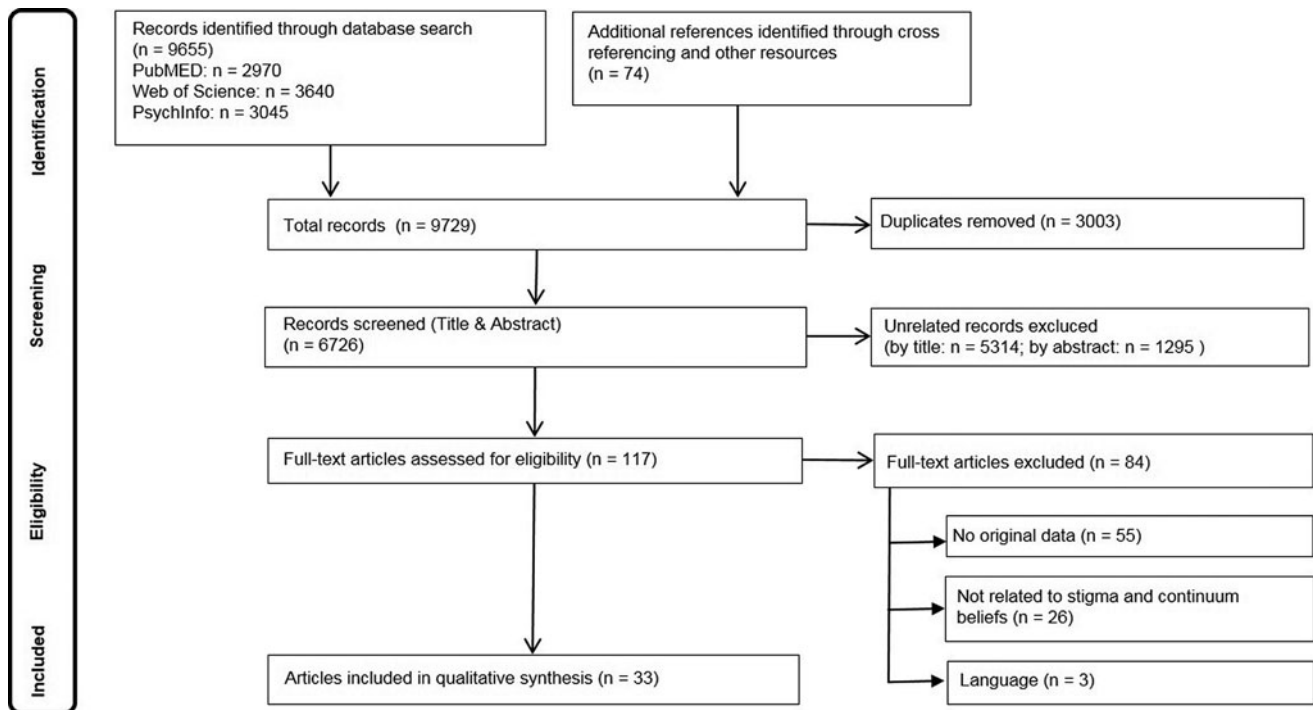 Identification
Records identified through database search
(n = 9655)
PubMED: n = 2970
Web of Science: n = 3640
PsychInfo: n = 3045
Additional references identified through cross
referencing and other resources
(n = 74)
Total records (n = 9729)
Duplicates removed (n = 3003)
Screening
Records screened (Title & Abstract)
n = 6726)
Unrelated records excluced
(by title: n = 5314; by abstract: n = 1295 )
Eligibility
Full-text articles assessed for eligibility (n = 117)
Full-text articles excluded (n = 84)
No original data (n = 55)
Not related to stigma and continuum
beliefs (n = 26)
Included
Articles included in qualitative synthesis (n = 33)
Language (n = 3)